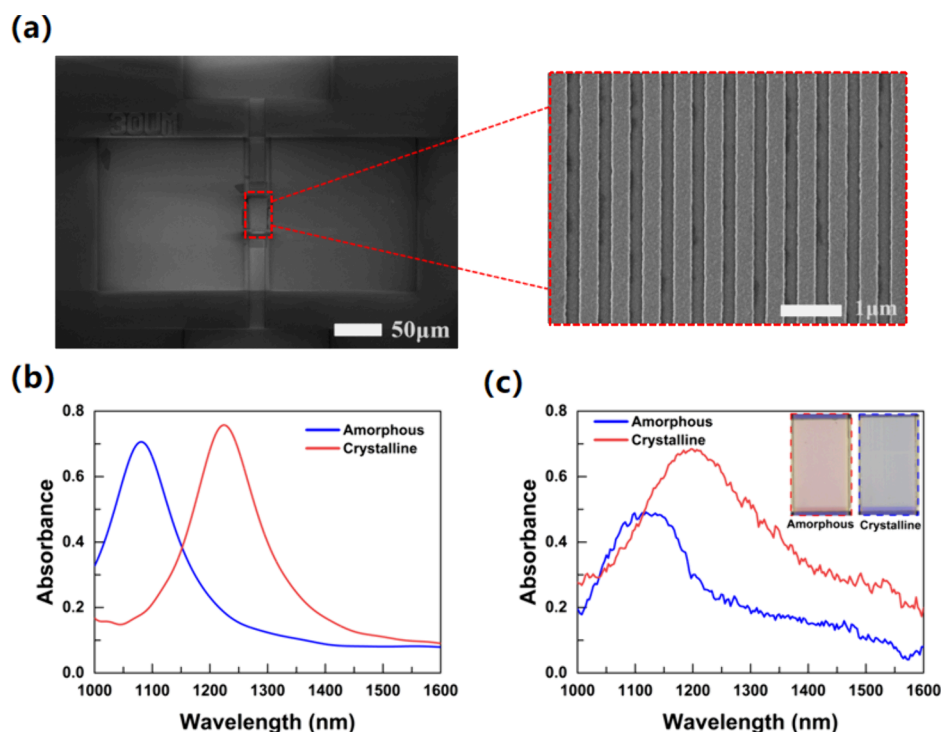 (a)
30UM
50μm
1μm
(b)
0.8
0.6
0.4
0.2
0.0
Absorbance
Amorphous
Crystalline
1000 1100 1200 1300 1400 1500 1600
Wavelength (nm)
(c)
0.8
0.6
0.4
0.2
0.0
Absorbance
Amorphous
Crystalline
Amorphous Crystalline
1000 1100 1200 1300 1400 1500 1600
Wavelength (nm)